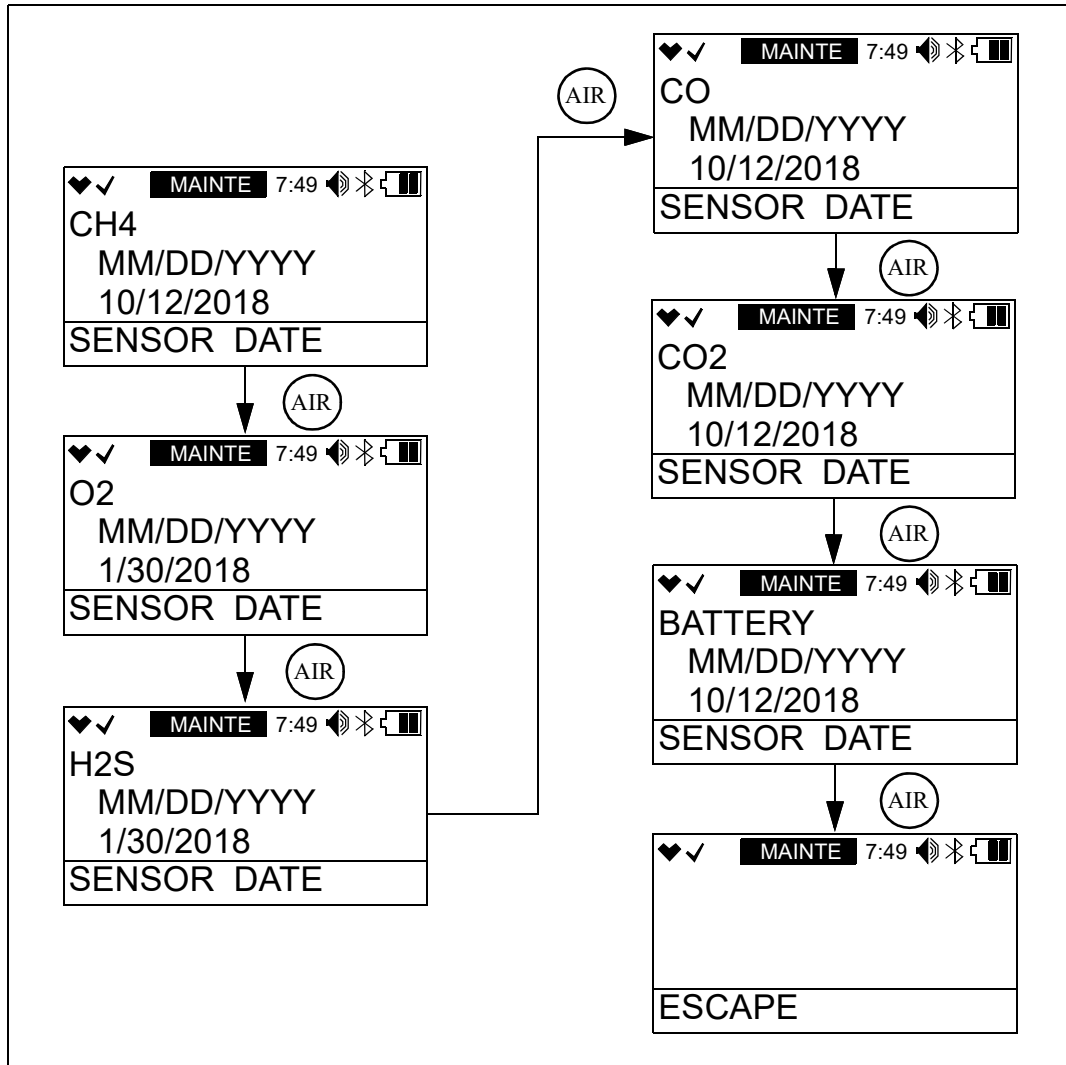 MAINTE 7:49
CH4
MM/DD/YYYY
10/12/2018
SENSOR DATE
AIR
MAINTE 7:49
O2
MM/DD/YYYY
1/30/2018
SENSOR DATE
AIR
MAINTE 7:49
H2S
MM/DD/YYYY
1/30/2018
SENSOR DATE
AIR
MAINTE 7:49
CO
MM/DD/YYYY
10/12/2018
SENSOR DATE
AIR
MAINTE 7:49
CO2
MM/DD/YYYY
10/12/2018
SENSOR DATE
AIR
MAINTE 7:49
BATTERY
MM/DD/YYYY
10/12/2018
SENSOR DATE
AIR
MAINTE 7:49
ESCAPE